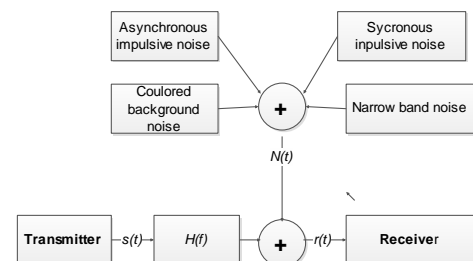 Asynchronous
impulsive noise
Sycronous
inpulsive noise
Coulored
background
noise
+
Narrow band noise
N(t)
Transmitter
s(t)
H(f)
+
r(t)
Receiver